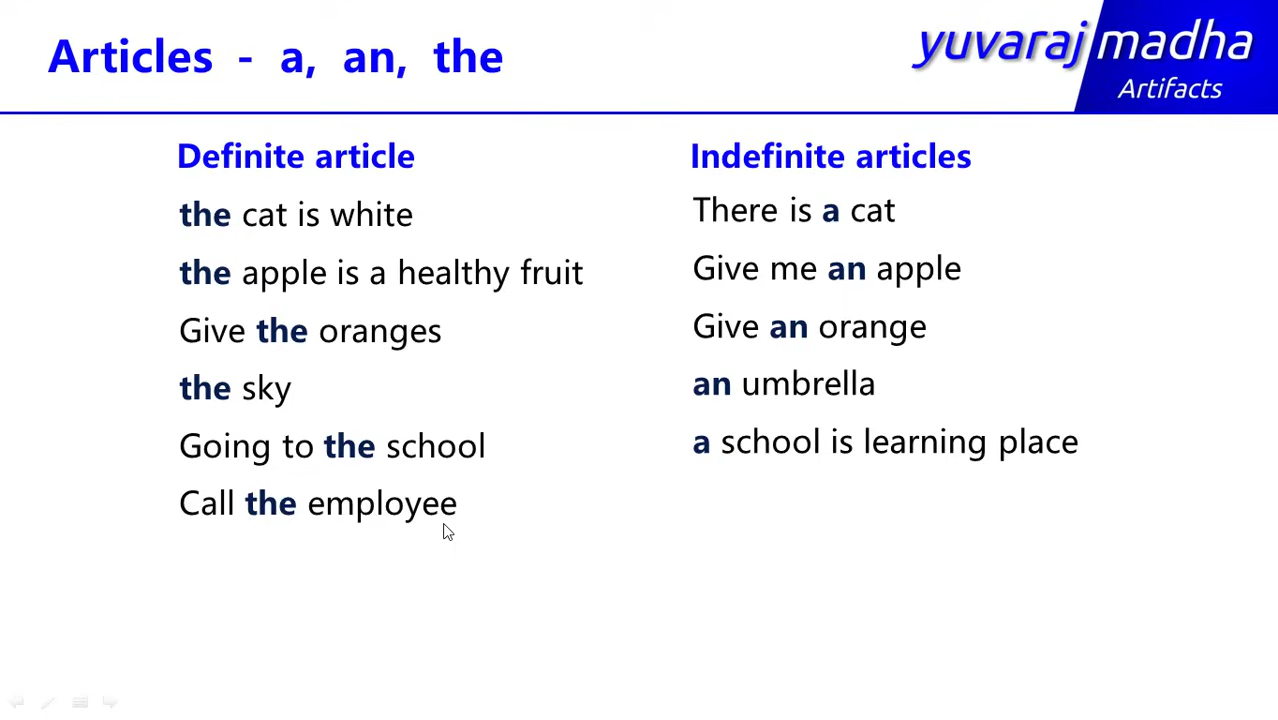 Articles - a, an, the
yuvaraj madha
Artifacts
Definite article
the cat is white
the apple is a healthy fruit
Give the oranges
the sky
Going to the school
Call the employee
Indefinite articles
There is a cat
Give me an apple
Give an orange
an umbrella
a school is learning place